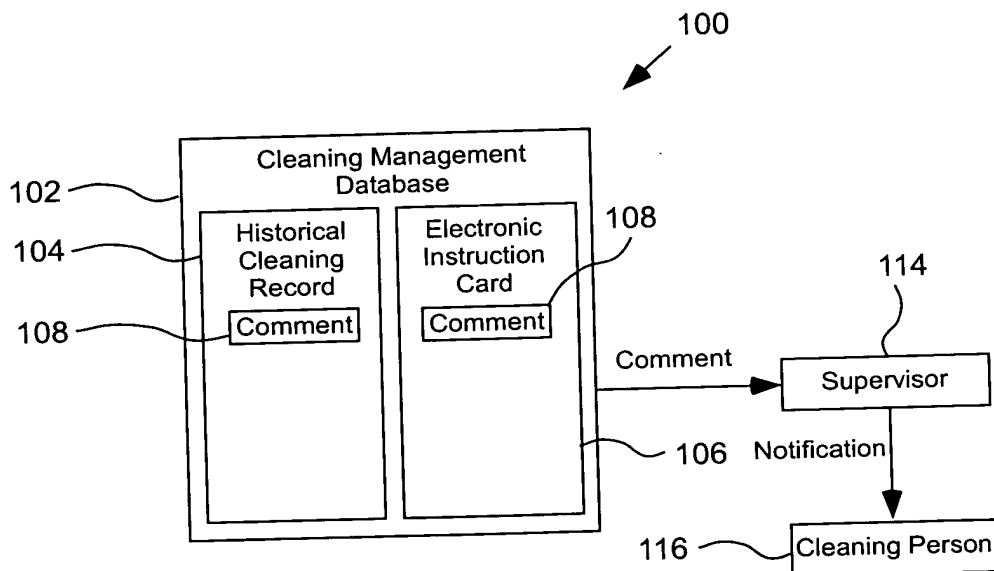 100
Cleaning Management
Database
102
Historical
Cleaning
Record
104
Comment
108
Electronic
Instruction
Card
108
Comment
106
Comment
114
Supervisor
Notification
116
Cleaning Person